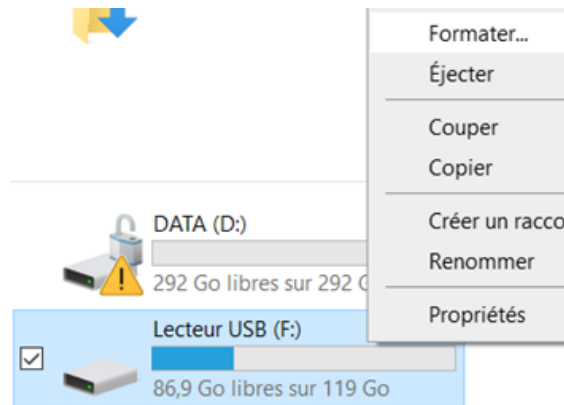 Formater...
Éjecter
Couper
Copier
Créer un racco
Renommer
Propriétés
DATA (D:)
292 Go libres sur 292 G
Lecteur USB (F:)
86,9 Go libres sur 119 Go